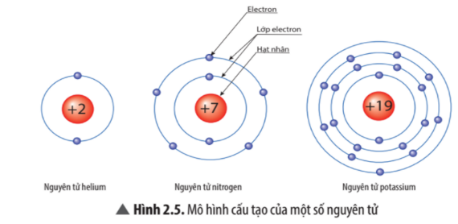 Electron
Lớp electron
Hạt nhân
+2
+7
+19
Nguyên tử helium
Nguyên tử nitrogen
Nguyên tử potassium
▲ Hình 2.5. Mô hình cấu tạo của một số nguyên tử